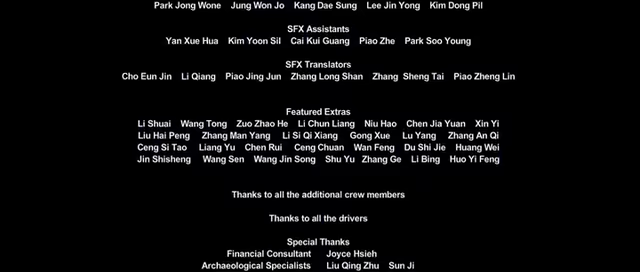 Park Jong Wone Jung Won Jo Kang Dae Sung Lee Jin Yong Kim Dong Pil
SFX Assistants
Yan Xue Hua Kim Yoon Sil Cai Kui Guang Piao Zhe Park Soo Young
SFX Translators
Cho Eun Jin Li Qiang Piao Jing Jun Zhang Long Shan Zhang Sheng Tai Piao Zheng Lin
Featured Extras
Li Shuai Wang Tong Zuo Zhao He Li Chun Liang Niu Hao Chen Jia Yuan Xin Yi
Liu Hai Peng Zhang Man Yang Li Si Qi Xiang Gong Xue Lu Yang Zhang An Qi
Ceng Si Tao Liang Yu Chen Rui Ceng Chuan Wan Feng Du Shi Jie Huang Wei
Jin Shisheng Wang Sen Wang Jin Song Shu Yu Zhang Ge Li Bing Huo Yi Feng
Thanks to all the additional crew members
Thanks to all the drivers
Special Thanks
Financial Consultant Joyce Hsieh
Archaeological Specialists Liu Qing Zhu Sun Ji